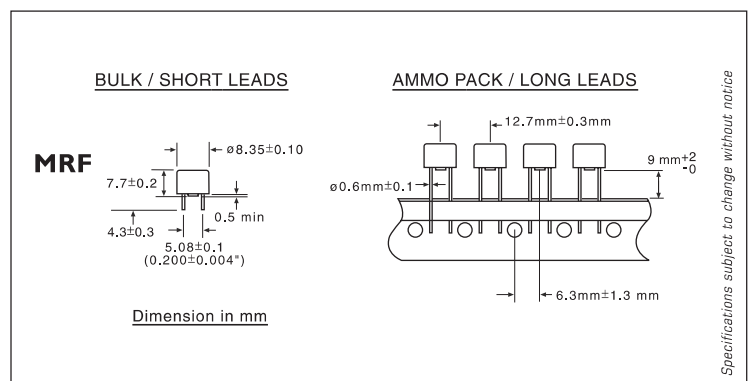 BULK / SHORT LEADS
AMMO PACK / LONG LEADS
MRF
ø8.35±0.10
7.7±0.2
0.5 min
4.3±0.3
5.08±0.1
(0.200±0.004")
Dimension in mm
12.7mm±0.3mm
9 mm+2
-0
ø0.6mm±0.1
6.3mm±1.3 mm
Specifications subject to change without notice